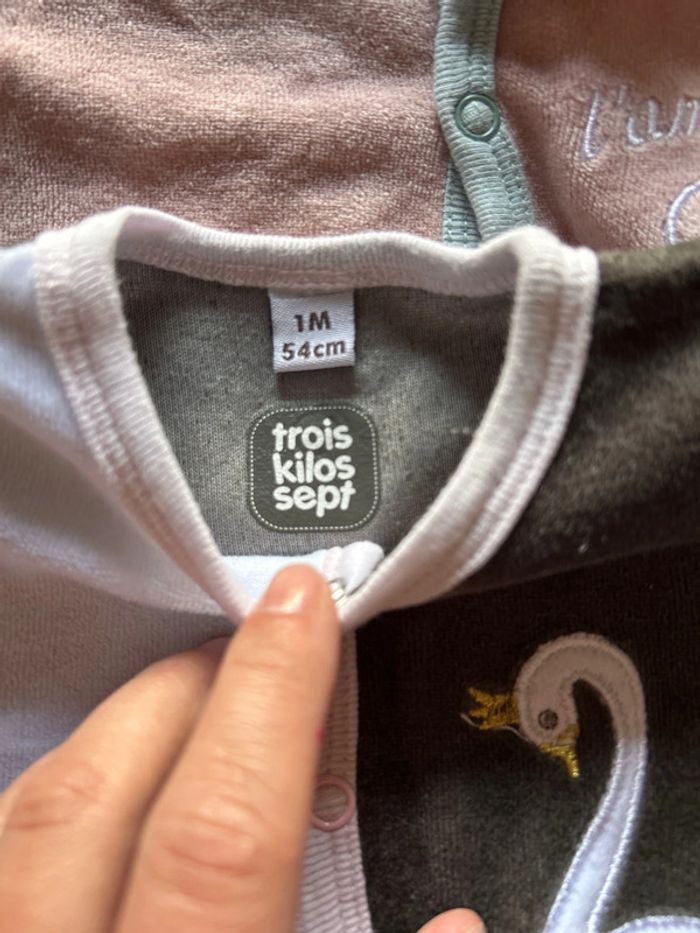 1M
54cm
trois
kilos
sept